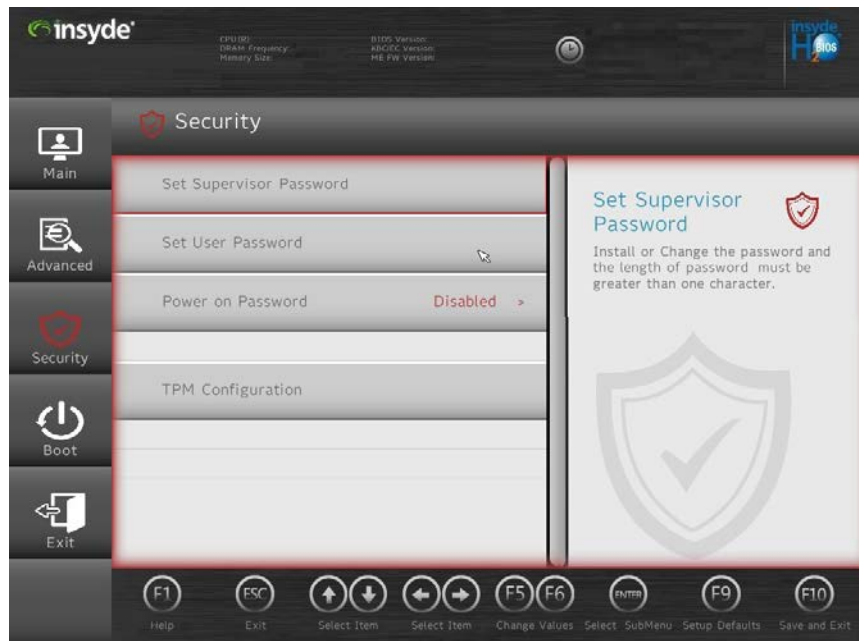 insyde®
CPU (R):
DRAM Frequency:
Memory Size:
BIOS Version:
KBC/EC Version:
ME FW Version:
insyde
H2O
Bios
Security
Main
Advanced
Security
Boot
Exit
Set Supervisor Password
Set User Password
Power on Password Disabled >
TPM Configuration
Set Supervisor
Password
Install or Change the password and
the length of password must be
greater than one character.
F1 ESC F5 F6 ENTER F9 F10
Help Exit Select Item Select Item Change Values Select SubMenu Setup Defaults Save and Exit